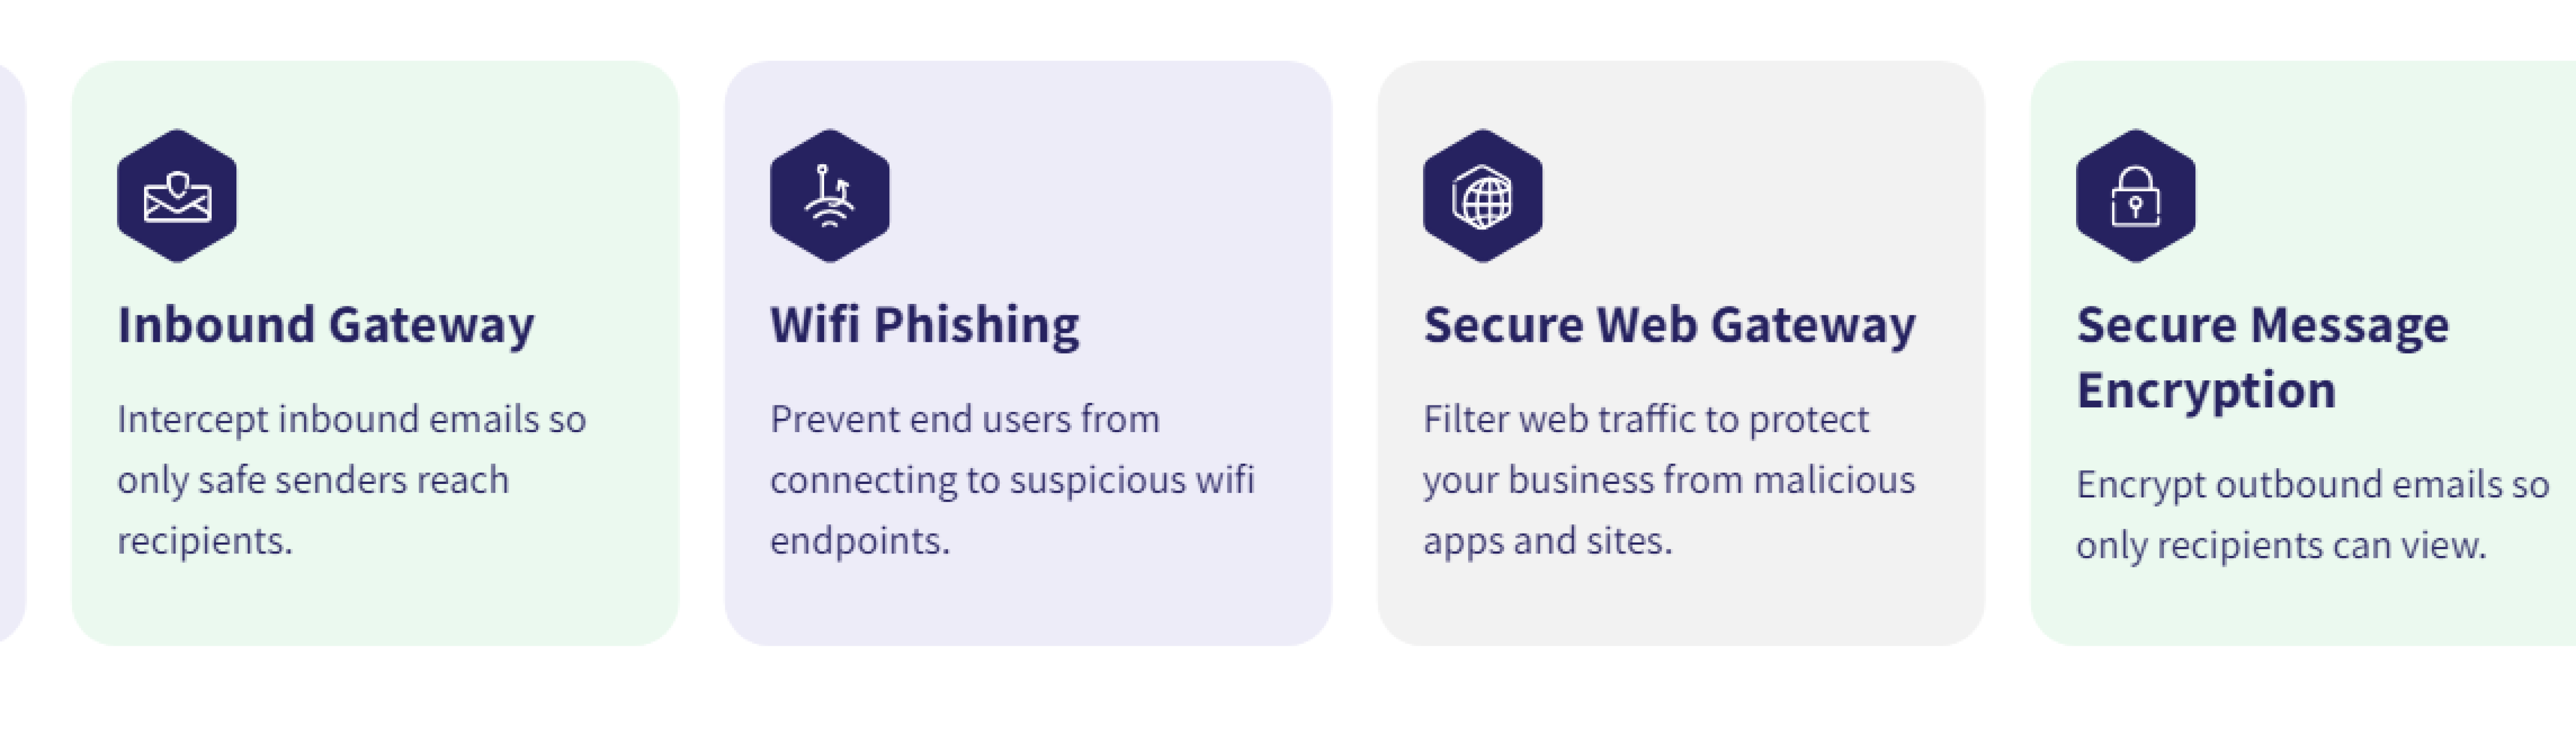 Inbound Gateway
Intercept inbound emails so
only safe senders reach
recipients.
Wifi Phishing
Prevent end users from
connecting to suspicious wifi
endpoints.
Secure Web Gateway
Filter web traffic to protect
your business from malicious
apps and sites.
Secure Message
Encryption
Encrypt outbound emails so
only recipients can view.